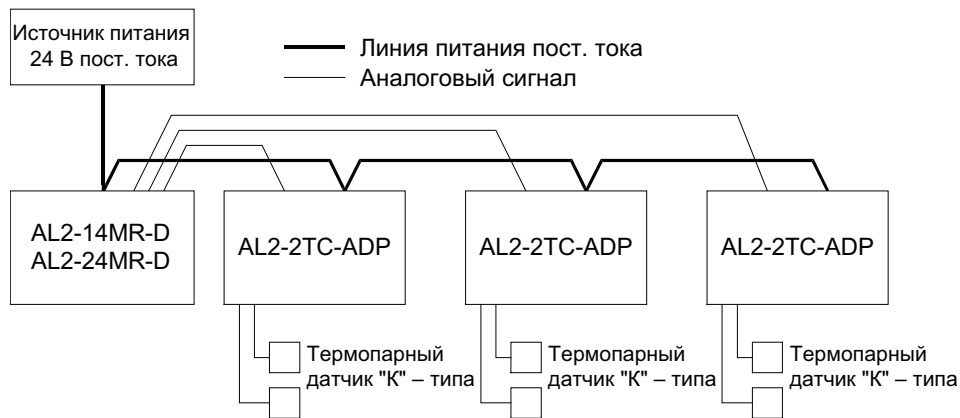 Источник питания
24 В пост. тока
Линия питания пост. тока
Аналоговый сигнал
AL2-14MR-D
AL2-24MR-D
AL2-2TC-ADP
AL2-2TC-ADP
AL2-2TC-ADP
Термопарный
датчик "К" – типа
Термопарный
датчик "К" – типа
Термопарный
датчик "К" – типа